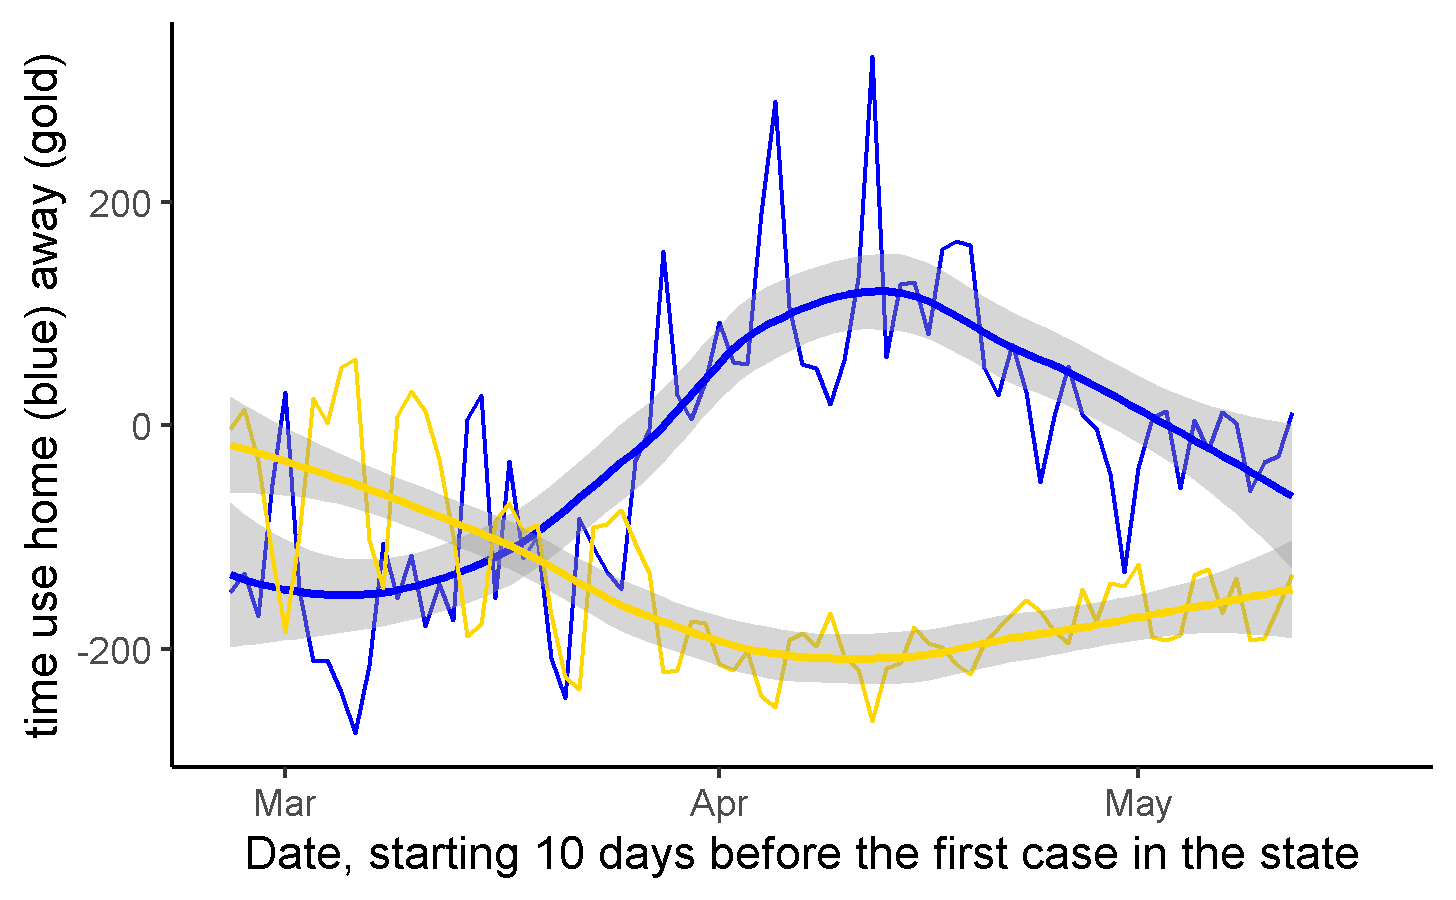 time use home (blue) away (gold)
200
0
-200
Mar Apr May
Date, starting 10 days before the first case in the state